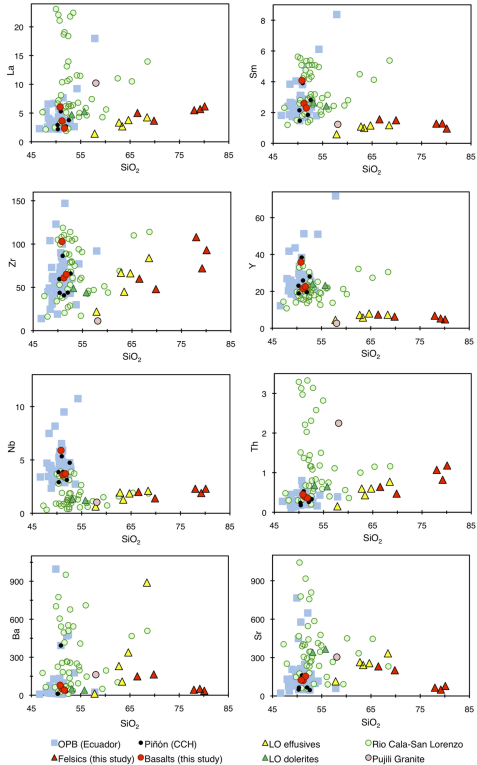 La
20
15
10
5
0
45 55 65 75 85
SiO2
Sm
8
6
4
2
0
45 55 65 75 85
SiO2
Zr
150
100
50
0
45 55 65 75 85
SiO2
Y
60
40
20
0
45 55 65 75 85
SiO2
Nb
10
5
0
45 55 65 75 85
SiO2
Th
3
2
1
0
45 55 65 75 85
SiO2
Ba
900
600
300
0
45 55 65 75 85
SiO2
Sr
900
600
300
0
45 55 65 75 85
SiO2
OPB (Ecuador) Piñón (CCH) LO effusives Rio Cala-San Lorenzo
Felsics (this study) Basalts (this study) LO dolerites Pujili Granite